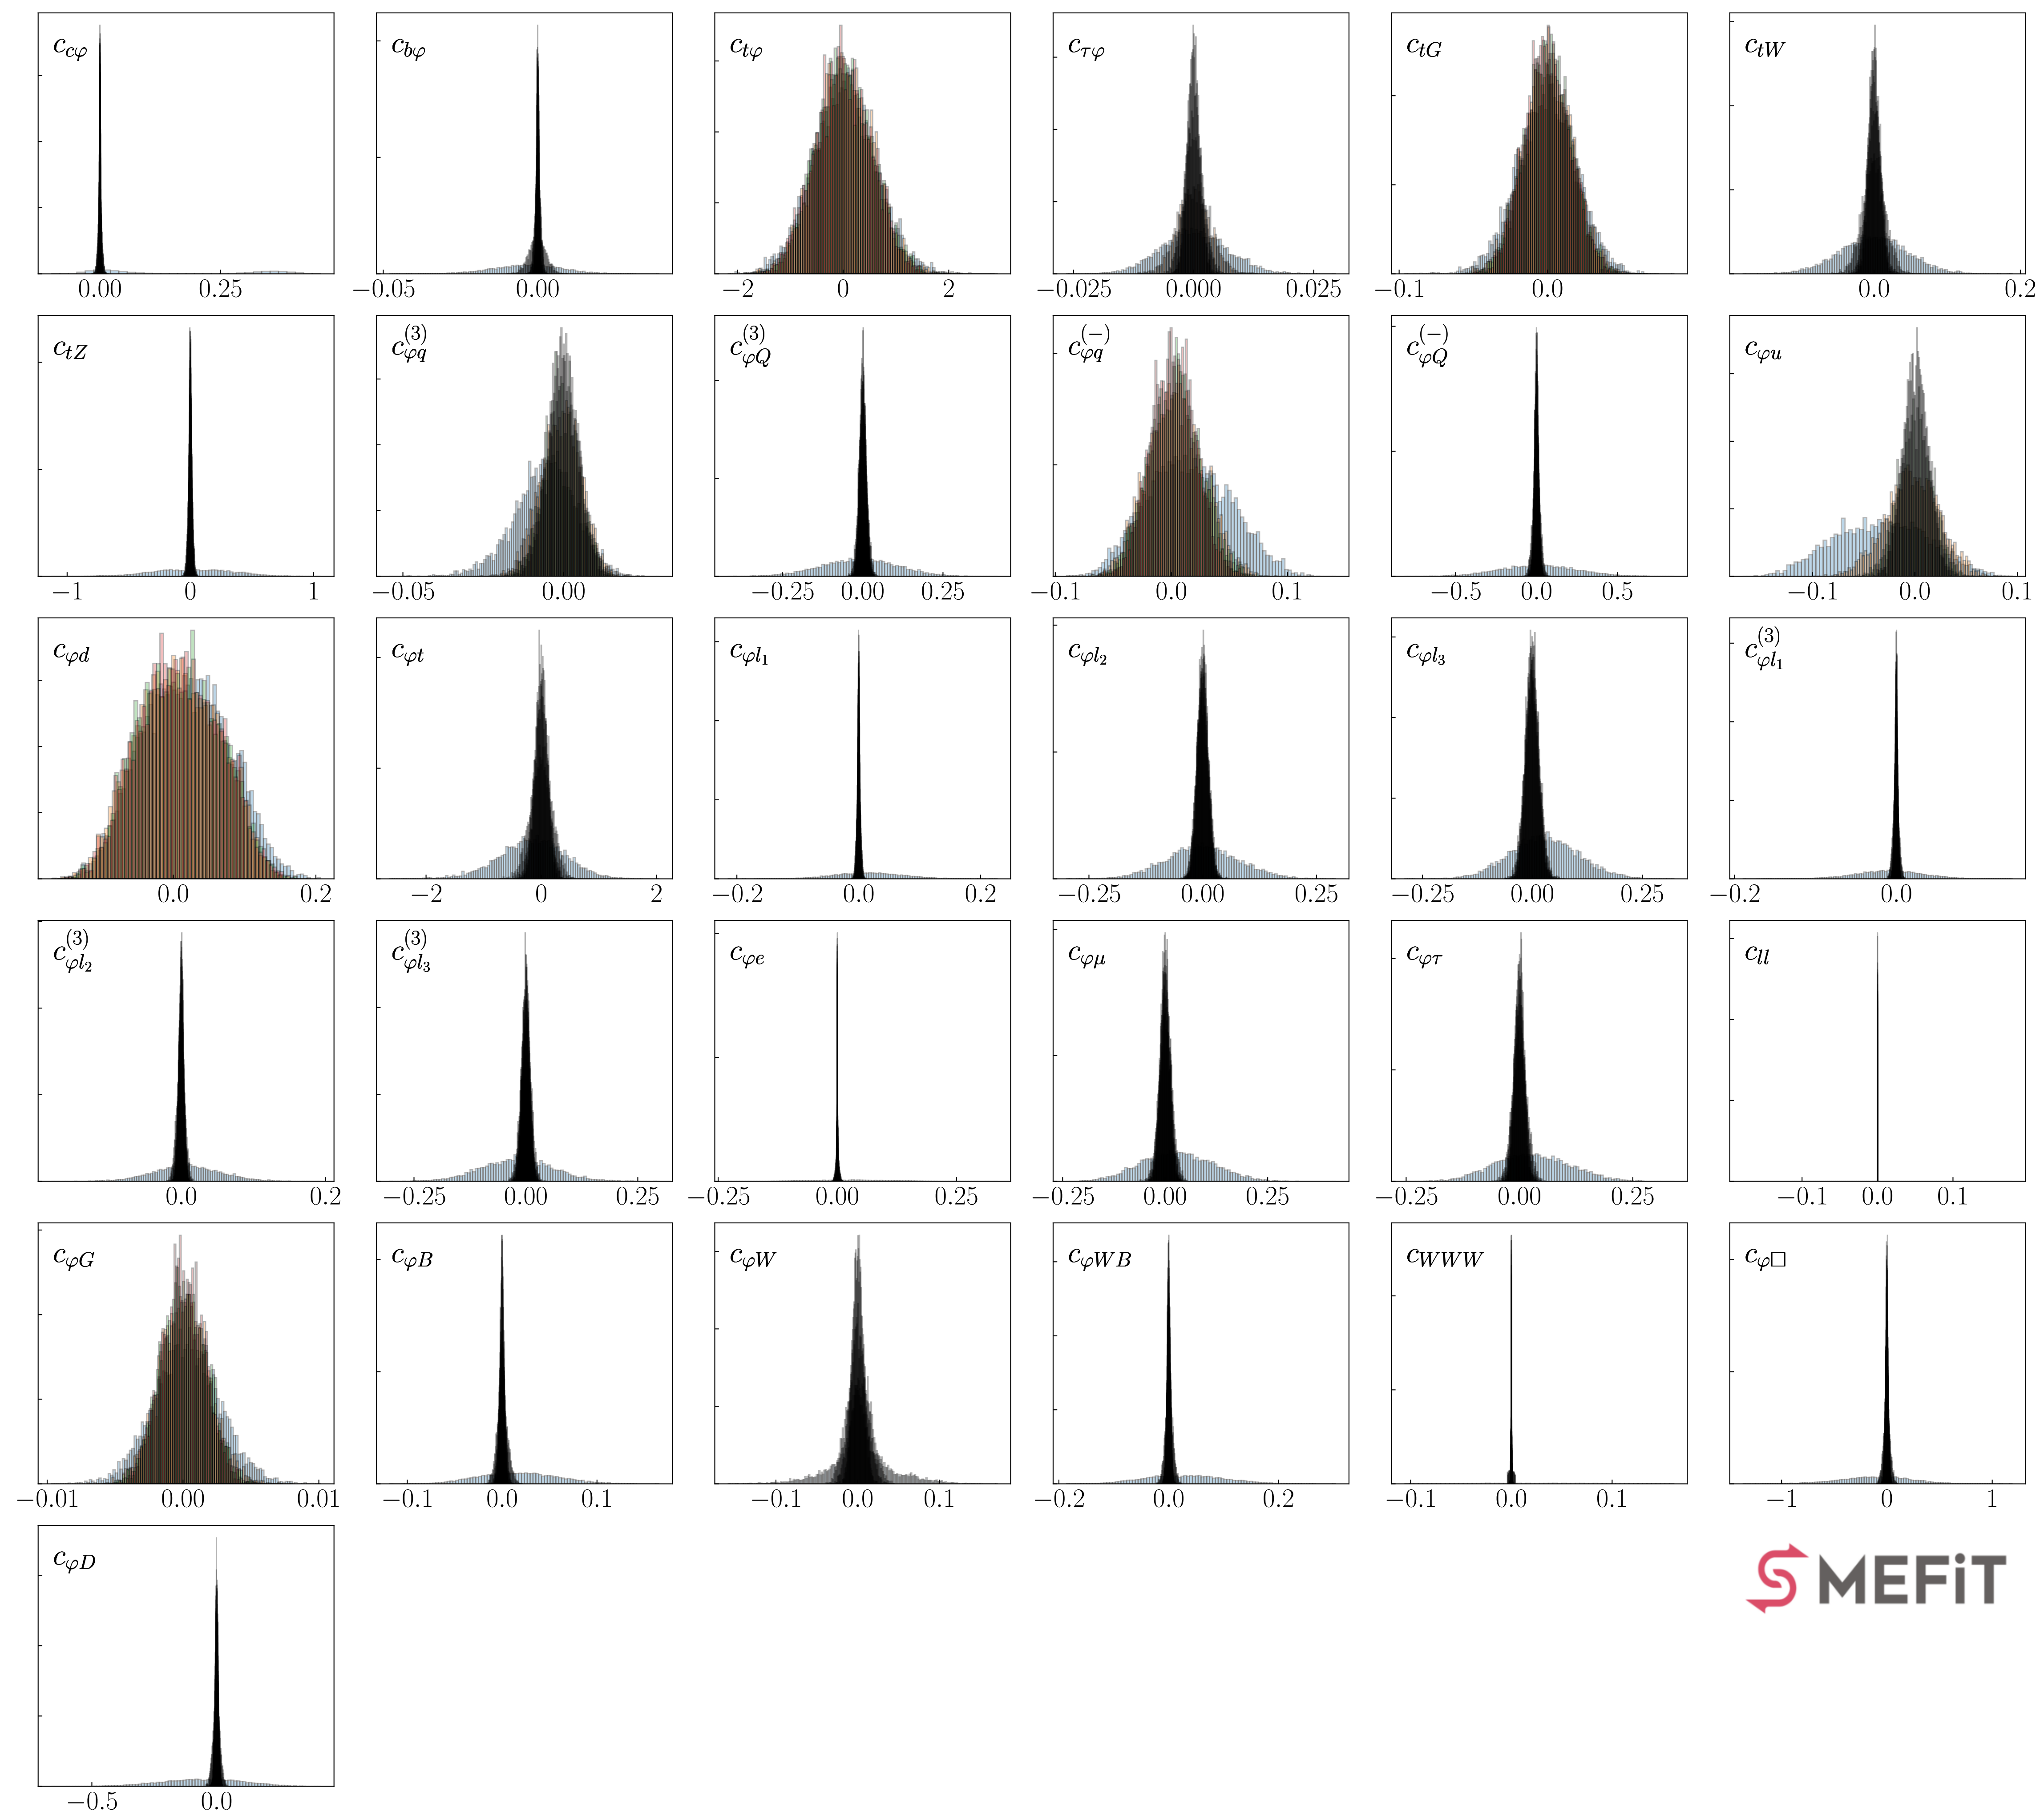 c_{cφ} c_{bφ} c_{tφ} c_{τφ} c_{tG} c_{tW}
0.00 0.25 −0.05 0.00 −2 0 2 −0.025 0.000 0.025 −0.1 0.0 0.0 0.2
c_{tZ} c_{φq}^{(3)} c_{φQ}^{(3)} c_{φq}^{(−)} c_{φQ}^{(−)} c_{φu}
−1 0 1 −0.05 0.00 −0.25 0.00 0.25 −0.1 0.0 0.1 −0.5 0.0 0.5 −0.1 0.0 0.1
c_{φd} c_{φt} c_{φl_1} c_{φl_2} c_{φl_3} c_{φl_1}^{(3)}
0.0 0.2 −2 0 2 −0.2 0.0 0.2 −0.25 0.00 0.25 −0.25 0.00 0.25 −0.2 0.0
c_{φl_2}^{(3)} c_{φl_3}^{(3)} c_{φe} c_{φμ} c_{φτ} c_{ll}
0.0 0.2 −0.25 0.00 0.25 −0.25 0.00 0.25 −0.25 0.00 0.25 −0.25 0.00 0.25 −0.1 0.0 0.1
c_{φG} c_{φB} c_{φW} c_{φWB} c_{WWW} c_{φ□}
−0.01 0.00 0.01 −0.1 0.0 0.1 −0.1 0.0 0.1 −0.2 0.0 0.2 −0.1 0.0 0.1 −1 0 1
c_{φD}
SMEFiT
−0.5 0.0